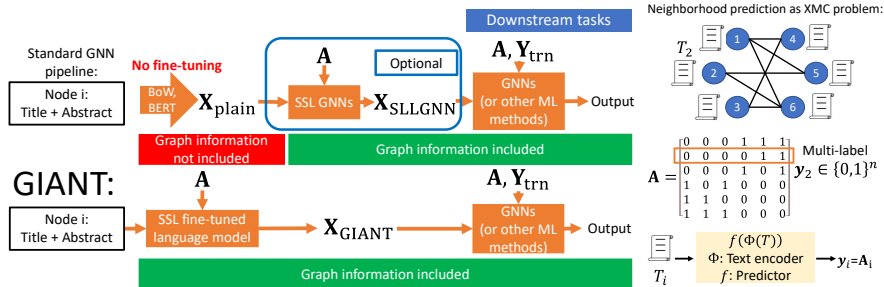 Standard GNN
pipeline:
Node i:
Title + Abstract
No fine-tuning
BoW,
BERT
X_plain
A
Optional
SSL GNNs
X_SLLGNN
Downstream tasks
A, Y_trn
GNNs
(or other ML
methods)
Output
Graph information
not included
Graph information included
GIANT:
Node i:
Title + Abstract
A
SSL fine-tuned
language model
X_GIANT
A, Y_trn
GNNs
(or other ML
methods)
Output
Graph information included
Neighborhood prediction as XMC problem:
T_2
1
4
2
5
3
6
A =
0 0 0 1 1 1
0 0 0 0 1 1
0 0 0 1 0 1
1 0 1 0 0 0
1 1 0 0 0 0
1 1 1 0 0 0
Multi-label
y_2 ∈ {0,1}^n
T_i
f(Φ(T))
Φ: Text encoder
f: Predictor
y_i=A_i